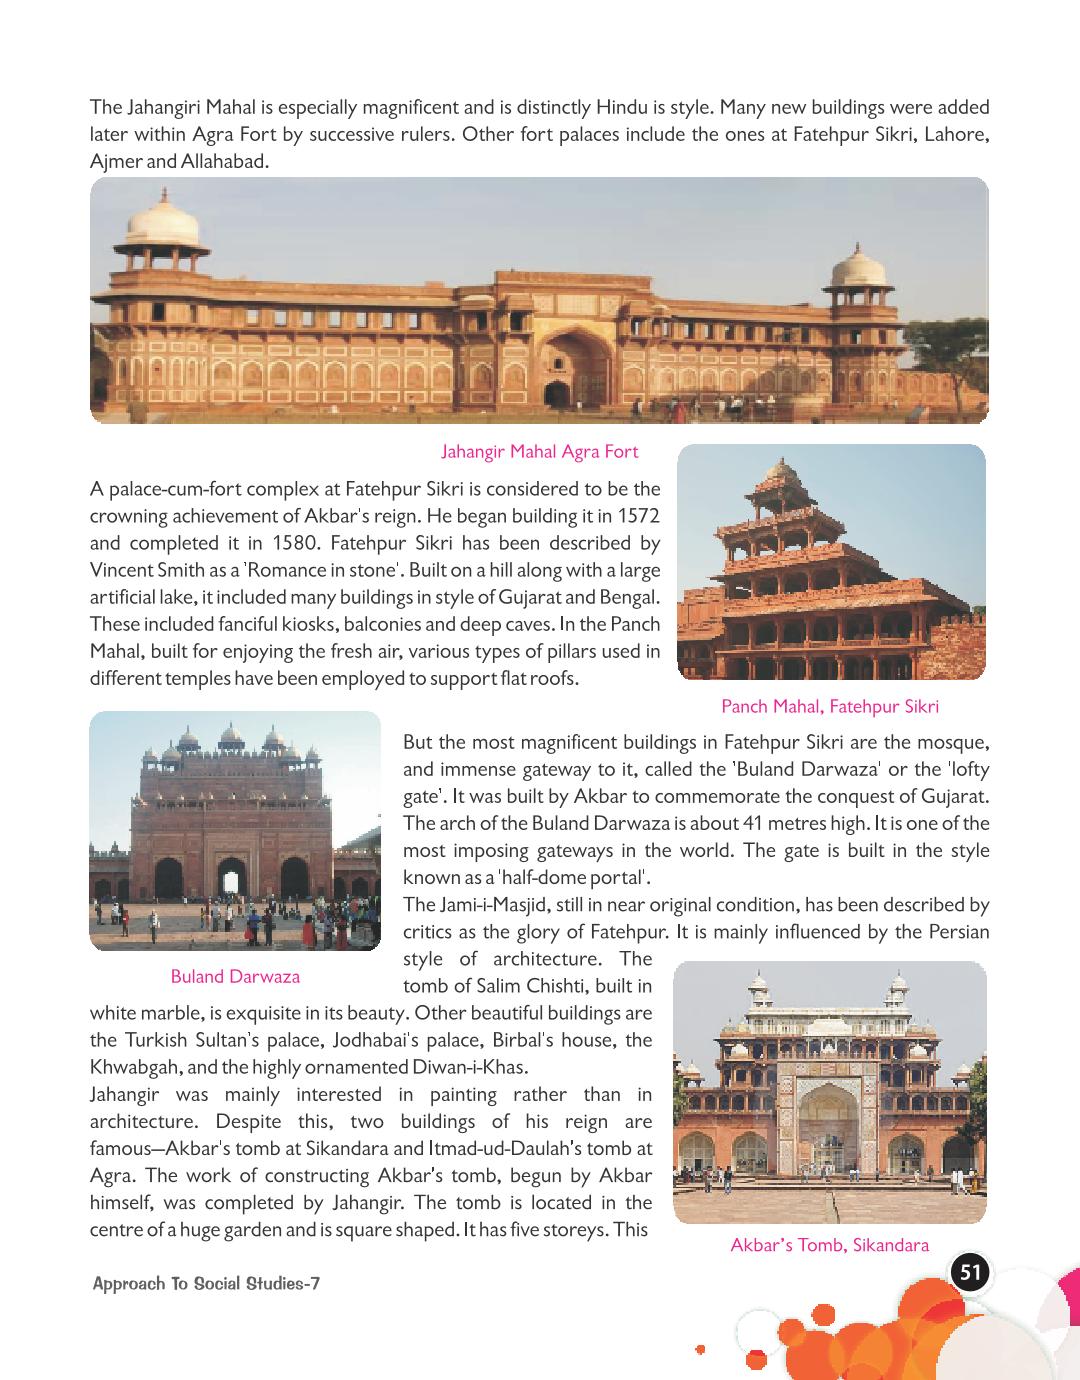 The Jahangiri Mahal is especially magnificent and is distinctly Hindu is style. Many new buildings were added
later within Agra Fort by successive rulers. Other fort palaces include the ones at Fatehpur Sikri, Lahore,
Ajmer and Allahabad.
Jahangir Mahal Agra Fort
A palace-cum-fort complex at Fatehpur Sikri is considered to be the
crowning achievement of Akbar's reign. He began building it in 1572
and completed it in 1580. Fatehpur Sikri has been described by
Vincent Smith as a 'Romance in stone'. Built on a hill along with a large
artificial lake, it included many buildings in style of Gujarat and Bengal.
These included fanciful kiosks, balconies and deep caves. In the Panch
Mahal, built for enjoying the fresh air, various types of pillars used in
different temples have been employed to support flat roofs.
Panch Mahal, Fatehpur Sikri
But the most magnificent buildings in Fatehpur Sikri are the mosque,
and immense gateway to it, called the 'Buland Darwaza' or the 'lofty
gate'. It was built by Akbar to commemorate the conquest of Gujarat.
The arch of the Buland Darwaza is about 41 metres high. It is one of the
most imposing gateways in the world. The gate is built in the style
known as a 'half-dome portal'.
Buland Darwaza
The Jami-i-Masjid, still in near original condition, has been described by
critics as the glory of Fatehpur. It is mainly influenced by the Persian
style of architecture. The
tomb of Salim Chishti, built in
white marble, is exquisite in its beauty. Other beautiful buildings are
the Turkish Sultan's palace, Jodhabai's palace, Birbal's house, the
Khwabgah, and the highly ornamented Diwan-i-Khas.
Jahangir was mainly interested in painting rather than in
architecture. Despite this, two buildings of his reign are
famous—Akbar's tomb at Sikandara and Itmad-ud-Daulah's tomb at
Agra. The work of constructing Akbar's tomb, begun by Akbar
himself, was completed by Jahangir. The tomb is located in the
centre of a huge garden and is square shaped. It has five storeys. This
Akbar's Tomb, Sikandara
Approach To Social Studies-7
51